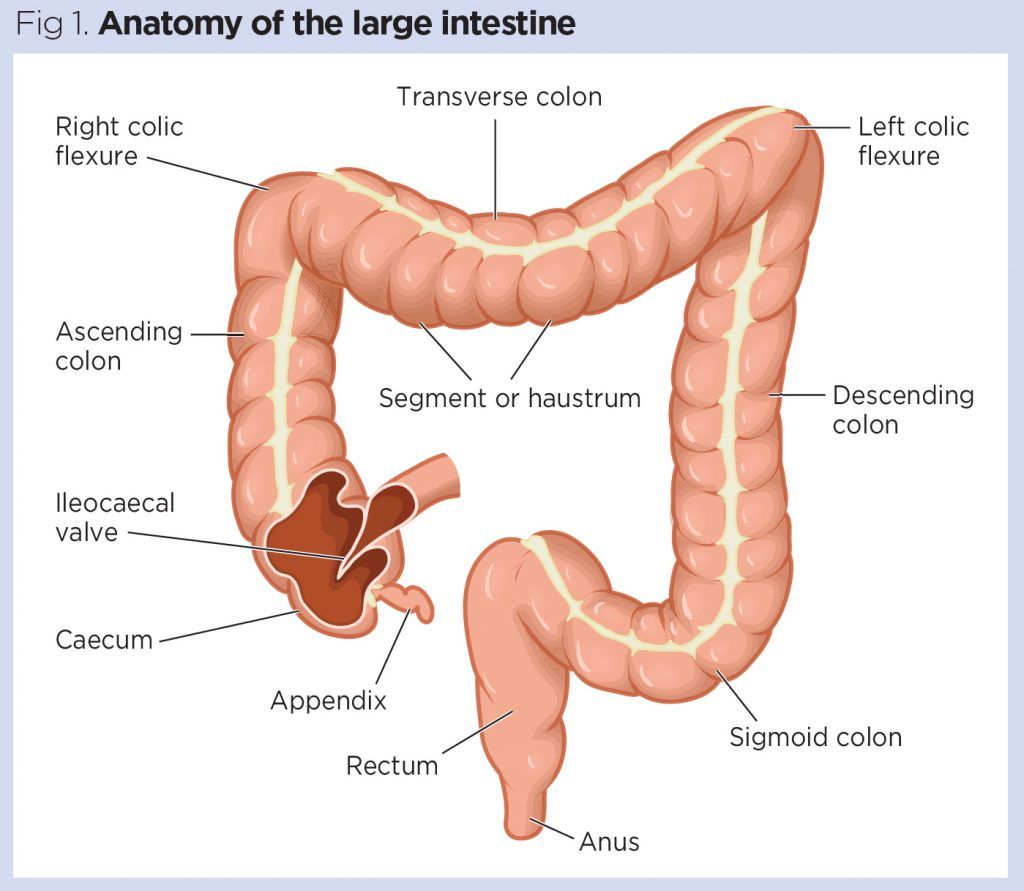 Fig 1. Anatomy of the large intestine
Transverse colon
Right colic
flexure
Left colic
flexure
Ascending
colon
Segment or haustrum
Descending
colon
Ileocaecal
valve
Caecum
Appendix
Rectum
Sigmoid colon
Anus